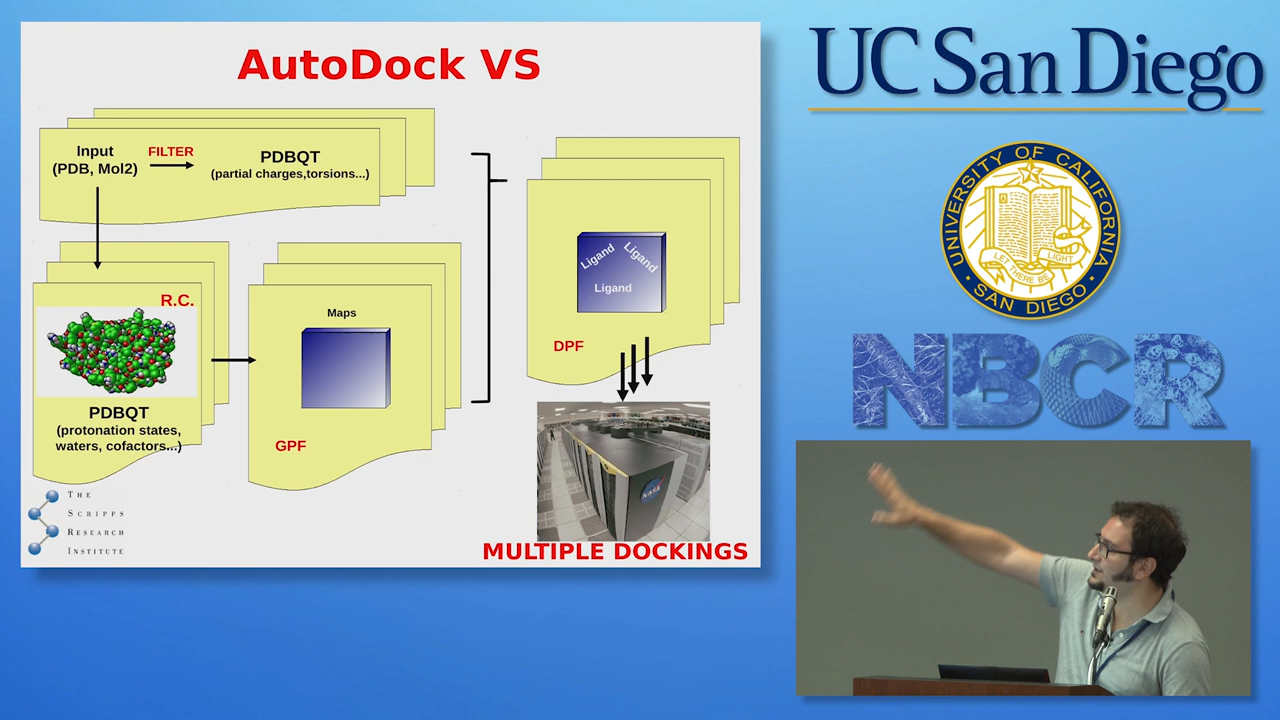 AutoDock VS
Input
(PDB, Mol2)
FILTER
PDBQT
(partial charges,torsions...)
R.C.
PDBQT
(protonation states,
waters, cofactors...)
Maps
GPF
Ligand
Ligand
Ligand
DPF
NASA
MULTIPLE DOCKINGS
THE
SCRIPPS
RESEARCH
INSTITUTE
UC San Diego
UNIVERSITY OF CALIFORNIA
LET THERE BE
LIGHT
• SAN DIEGO •
NBCR